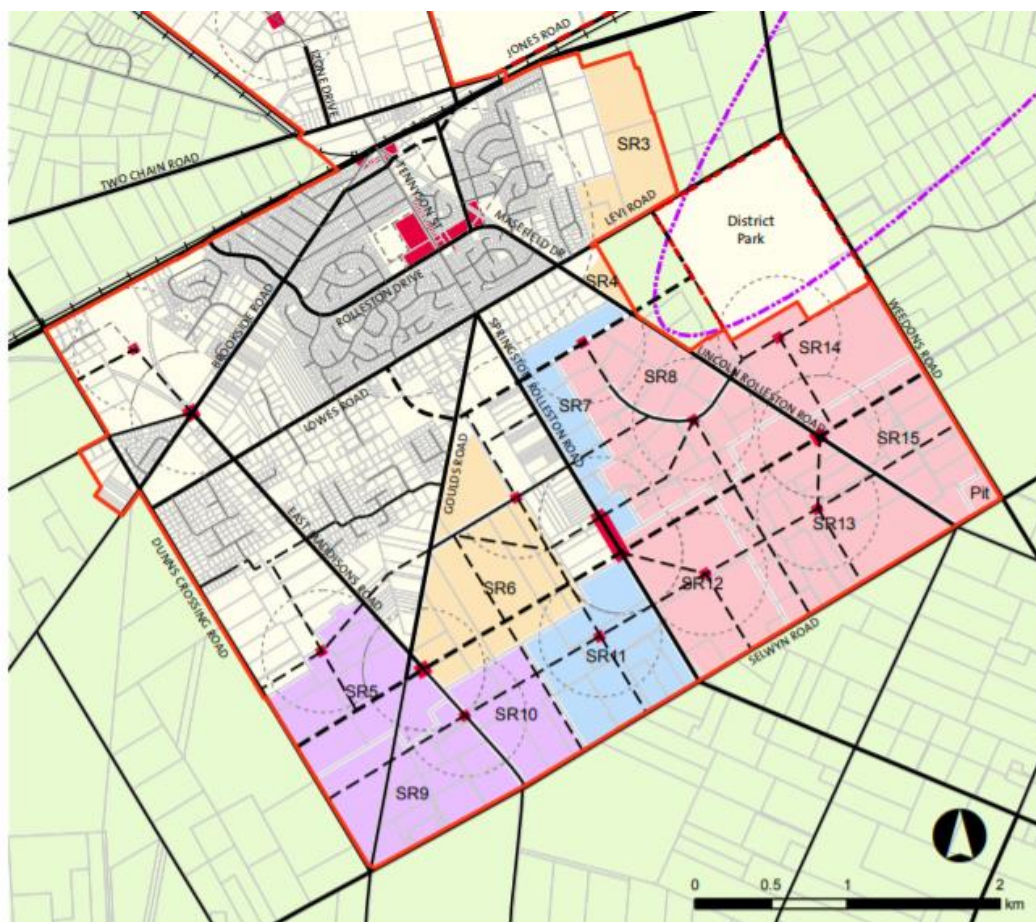 JONES ROAD
IZONE DRIVE
TWO CHAIN ROAD
SR3
TENNYSON ST
LEVI ROAD
MASEFIELD DR
District
Park
ROLLESTON DRIVE
BROOKSIDE ROAD
SR4
WEEDONS ROAD
SPRINGSTON ROLLESTON ROAD
LINCOLN ROLLESTON ROAD
SR14
SR8
SR7
LOWES ROAD
SR15
GOULDS ROAD
Pit
SR13
EAST MADDISONS ROAD
SR12
SR6
DUNNS CROSSING ROAD
SELWYN ROAD
SR11
SR5
SR10
SR9
0 0.5 1 2
km